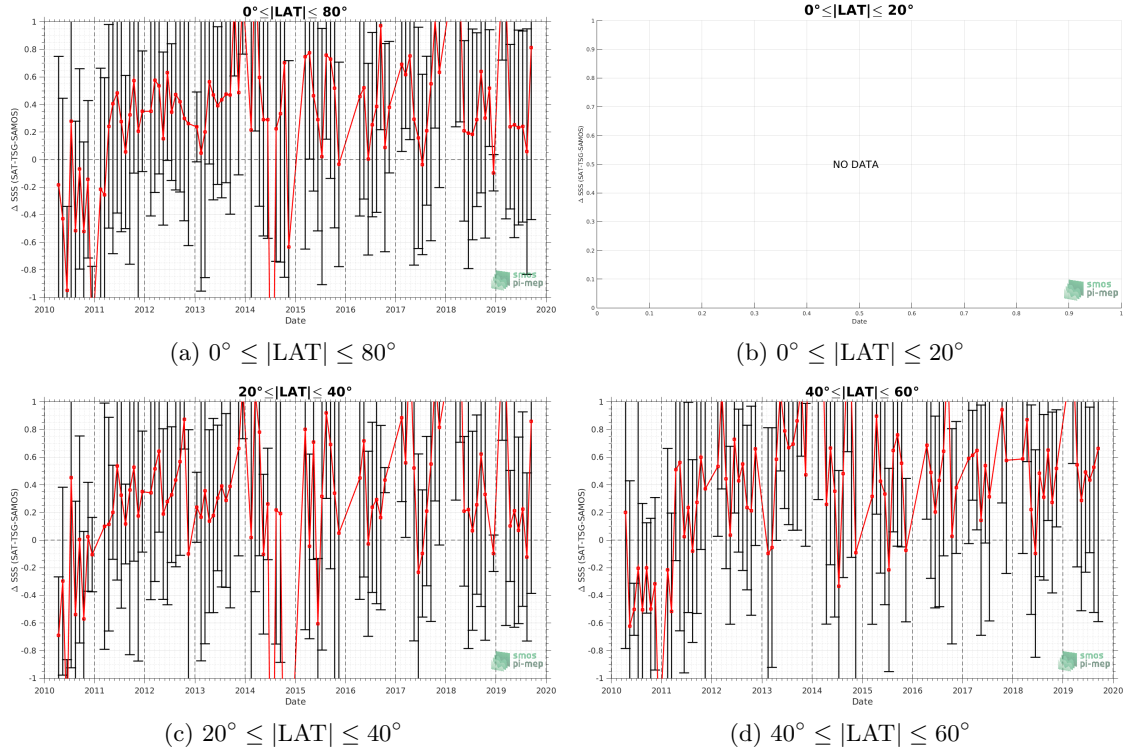 0°≤|LAT|≤ 80°
Δ SSS (SAT-TSG-SAMOS)
1
0.8
0.6
0.4
0.2
0
-0.2
-0.4
-0.6
-0.8
-1
2010 2011 2012 2013 2014 2015 2016 2017 2018 2019 2020
Date
smos
pi-mep
(a) 0° ≤ |LAT| ≤ 80°
0°≤|LAT|≤ 20°
Δ SSS (SAT-TSG-SAMOS)
1
0.9
0.8
0.7
0.6
0.5
0.4
0.3
0.2
0.1
0
NO DATA
0 0.1 0.2 0.3 0.4 0.5 0.6 0.7 0.8 0.9 1
Date
smos
pi-mep
(b) 0° ≤ |LAT| ≤ 20°
20°≤|LAT|≤ 40°
Δ SSS (SAT-TSG-SAMOS)
1
0.8
0.6
0.4
0.2
0
-0.2
-0.4
-0.6
-0.8
-1
2010 2011 2012 2013 2014 2015 2016 2017 2018 2019 2020
Date
smos
pi-mep
(c) 20° ≤ |LAT| ≤ 40°
40°≤|LAT|≤ 60°
Δ SSS (SAT-TSG-SAMOS)
1
0.8
0.6
0.4
0.2
0
-0.2
-0.4
-0.6
-0.8
-1
2010 2011 2012 2013 2014 2015 2016 2017 2018 2019 2020
Date
smos
pi-mep
(d) 40° ≤ |LAT| ≤ 60°